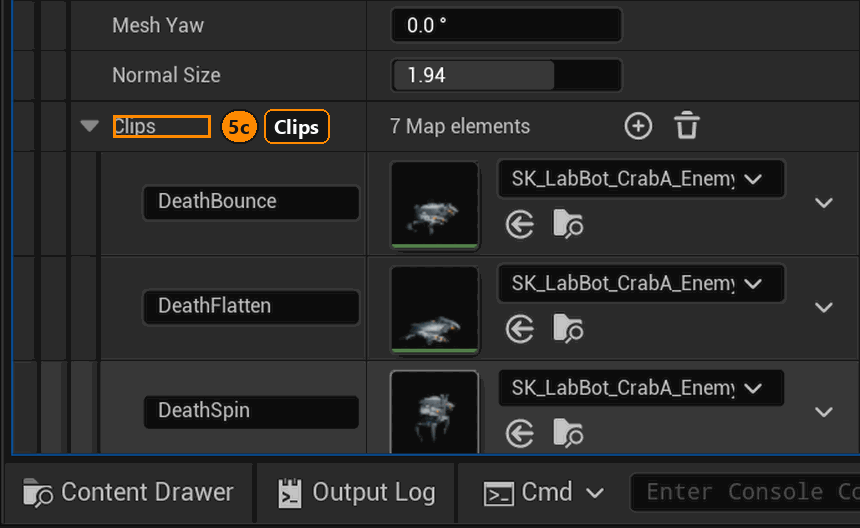 Mesh Yaw 0.0 °
Normal Size 1.94
Clips 5c Clips 7 Map elements
DeathBounce SK_LabBot_CrabA_Enemy
DeathFlatten SK_LabBot_CrabA_Enemy
DeathSpin SK_LabBot_CrabA_Enemy
Content Drawer Output Log Cmd Enter Console Co